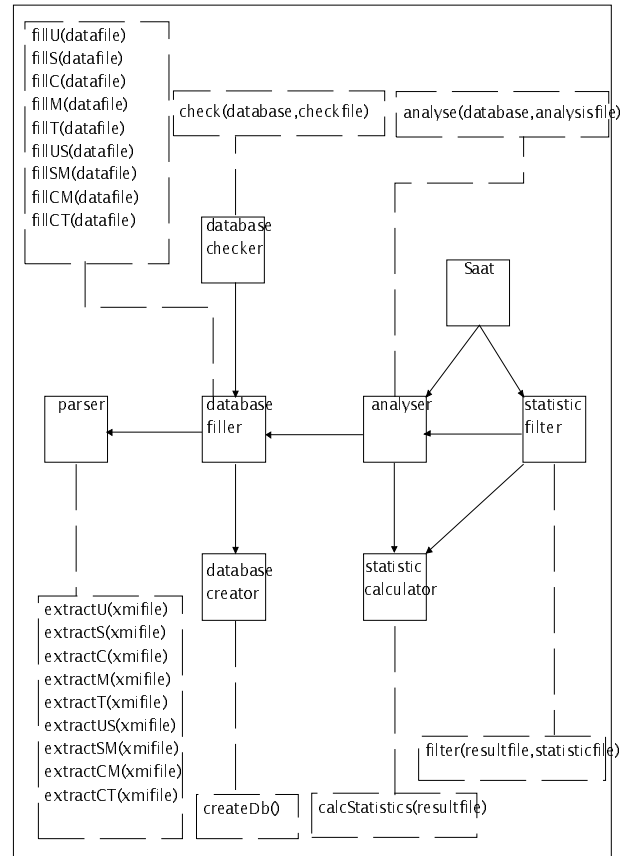 fillU(datafile)
fillS(datafile)
fillC(datafile)
fillM(datafile)
fillT(datafile)
fillUS(datafile)
fillSM(datafile)
fillCM(datafile)
fillCT(datafile)
check(database,checkfile)
analyse(database,analysisfile)
database
checker
Saat
parser
database
filler
analyser
statistic
filter
database
creator
statistic
calculator
extractU(xmifile)
extractS(xmifile)
extractC(xmifile)
extractM(xmifile)
extractT(xmifile)
extractUS(xmifile)
extractSM(xmifile)
extractCM(xmifile)
extractCT(xmifile)
filter(resultfile,statisticfile)
createDb()
calcStatistics(resultfile)